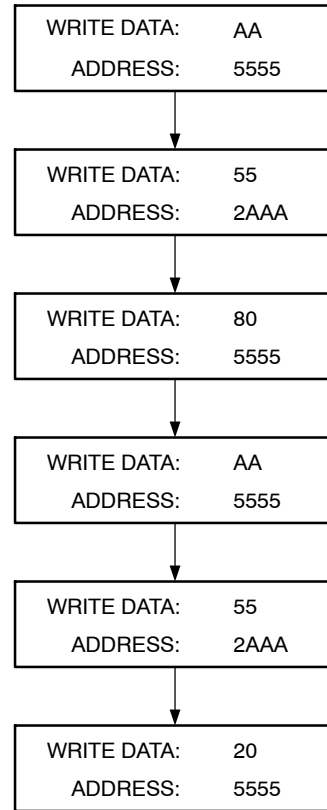 WRITE DATA: AA
ADDRESS: 5555
WRITE DATA: 55
ADDRESS: 2AAA
WRITE DATA: 80
ADDRESS: 5555
WRITE DATA: AA
ADDRESS: 5555
WRITE DATA: 55
ADDRESS: 2AAA
WRITE DATA: 20
ADDRESS: 5555